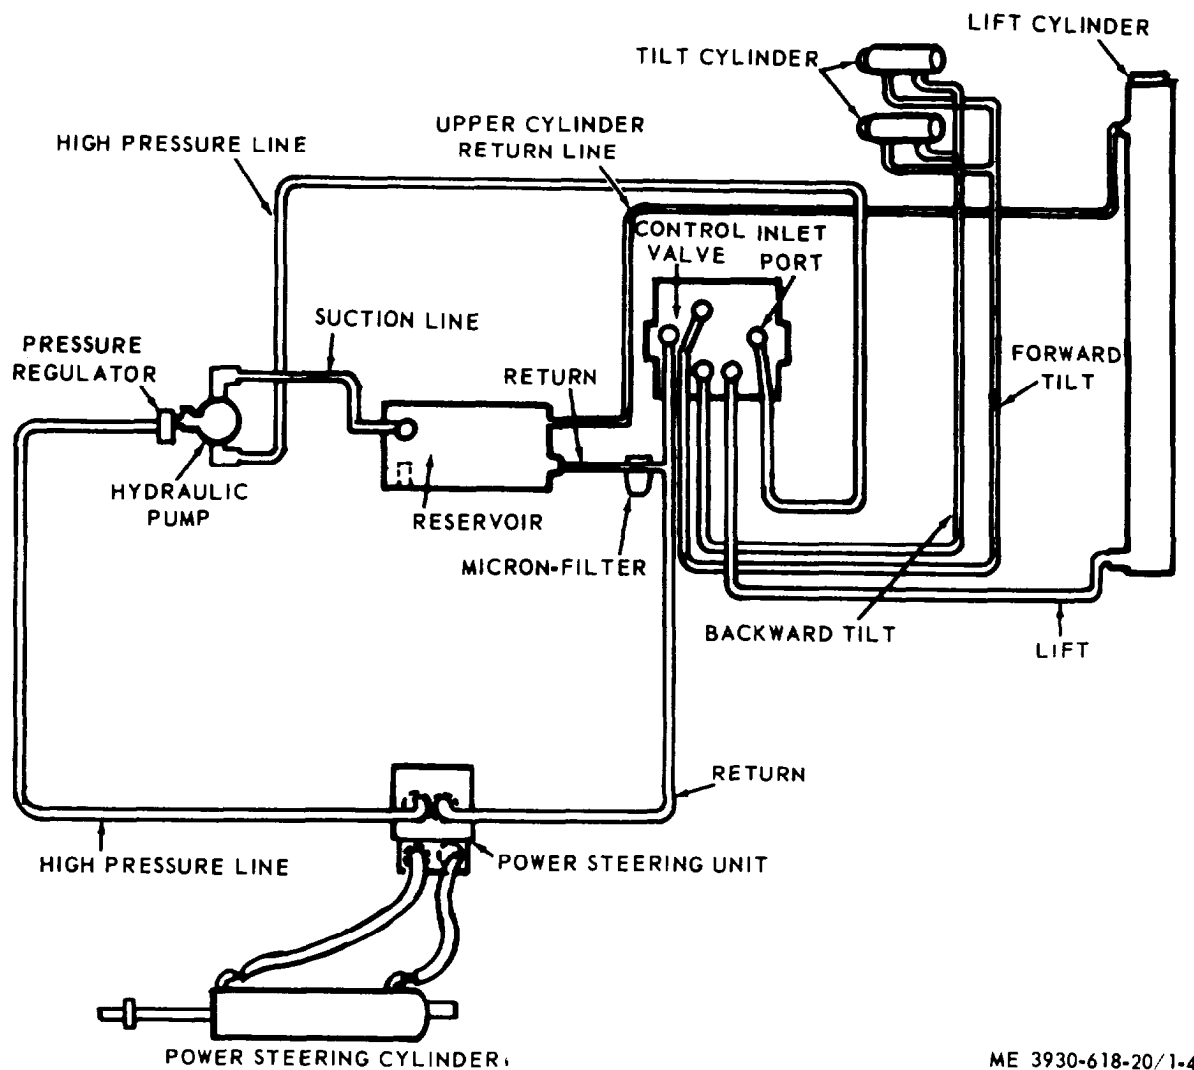 LIFT CYLINDER
TILT CYLINDER
UPPER CYLINDER
RETURN LINE
HIGH PRESSURE LINE
CONTROL
VALVE
INLET
PORT
SUCTION LINE
PRESSURE
REGULATOR
RETURN
FORWARD
TILT
HYDRAULIC
PUMP
RESERVOIR
MICRON-FILTER
BACKWARD TILT
LIFT
RETURN
HIGH PRESSURE LINE
POWER STEERING UNIT
POWER STEERING CYLINDER
ME 3930-618-20/1-4